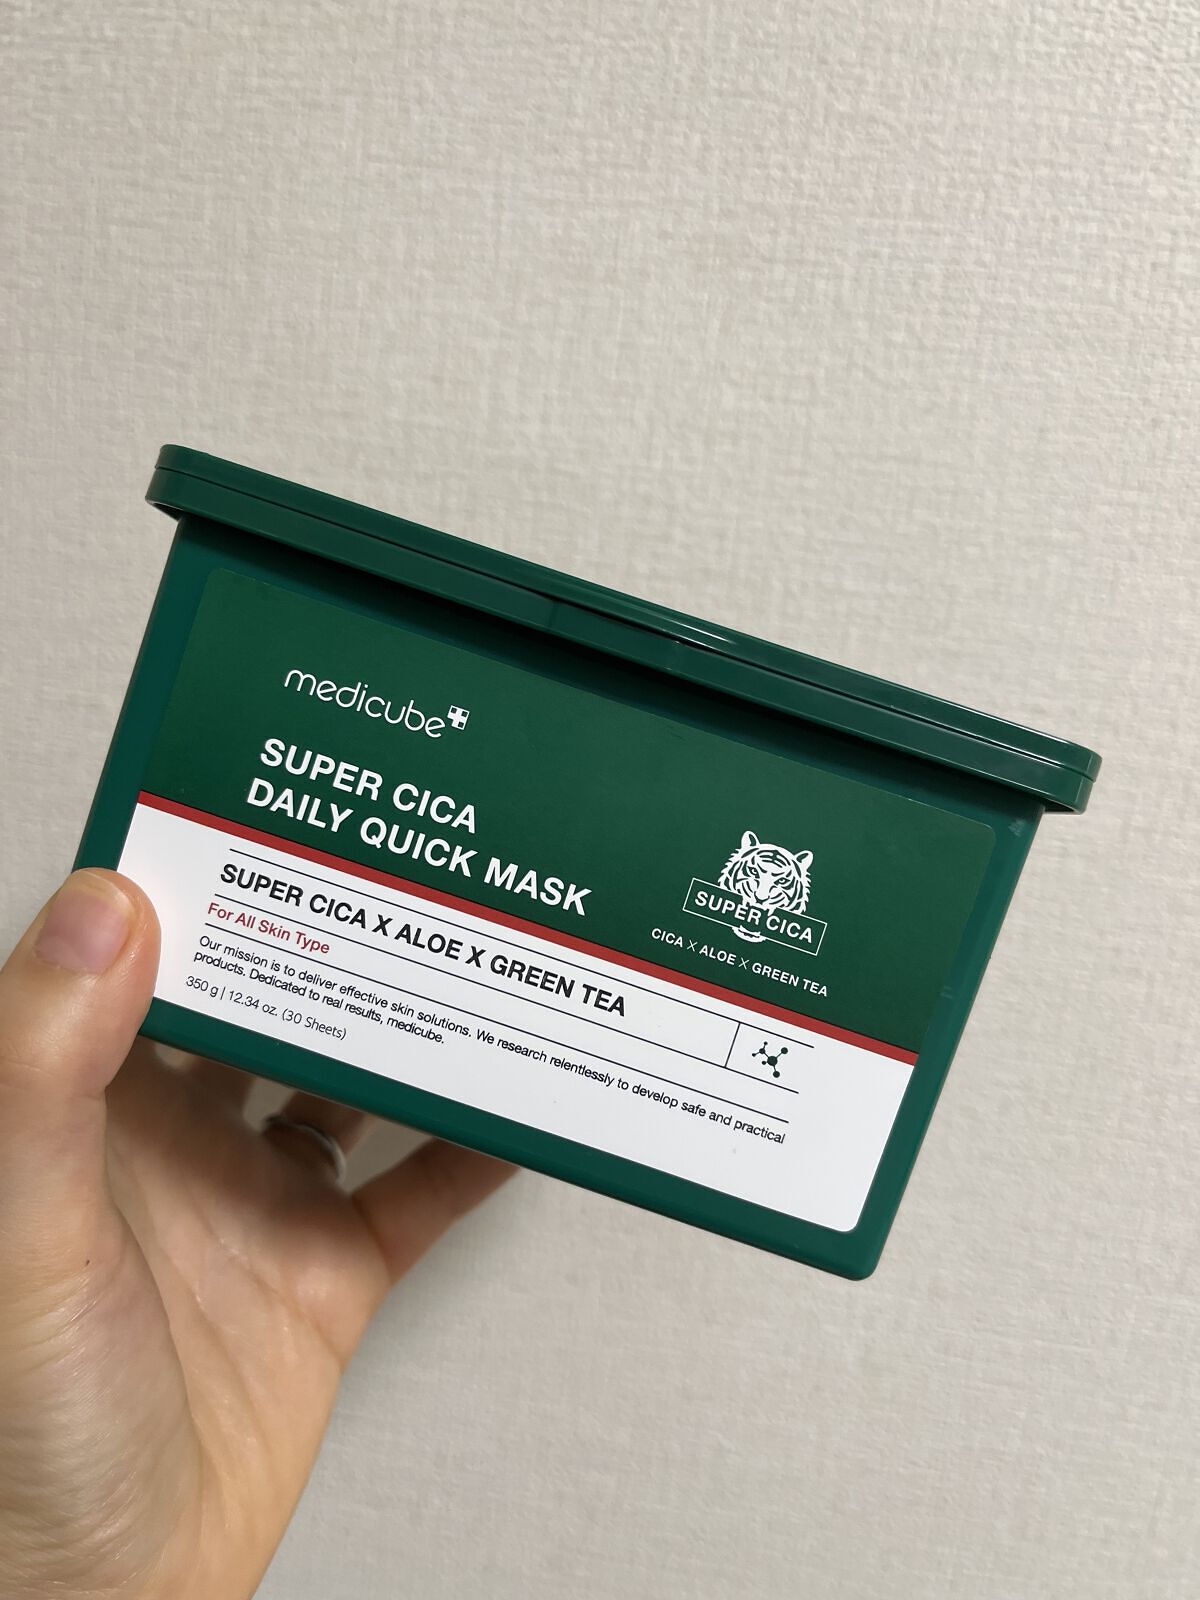 medicube
SUPER CICA
DAILY QUICK MASK
SUPER CICA
CICA X ALOE X GREEN TEA
SUPER CICA X ALOE X GREEN TEA
For All Skin Type
Our mission is to deliver effective skin solutions. We research relentlessly to develop safe and practical
products. Dedicated to real results, medicube.
350 g | 12.34 oz. (30 Sheets)